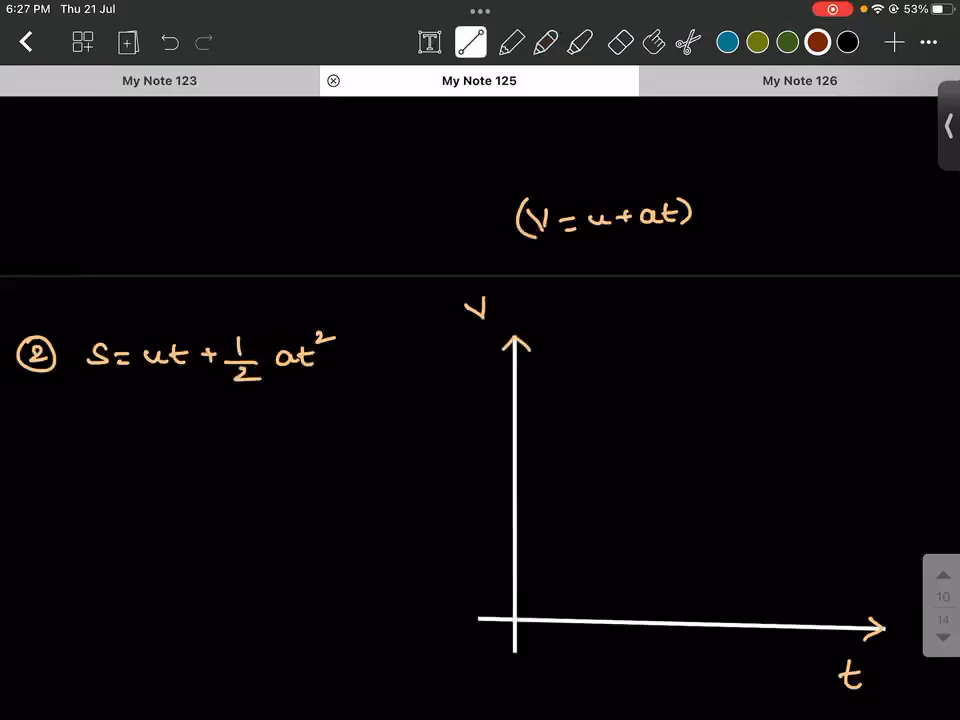 6:27 PM Thu 21 Jul 53%
My Note 123 My Note 125 My Note 126
(V = u + at)
V
② S = ut + 1/2 at²
10
14
t